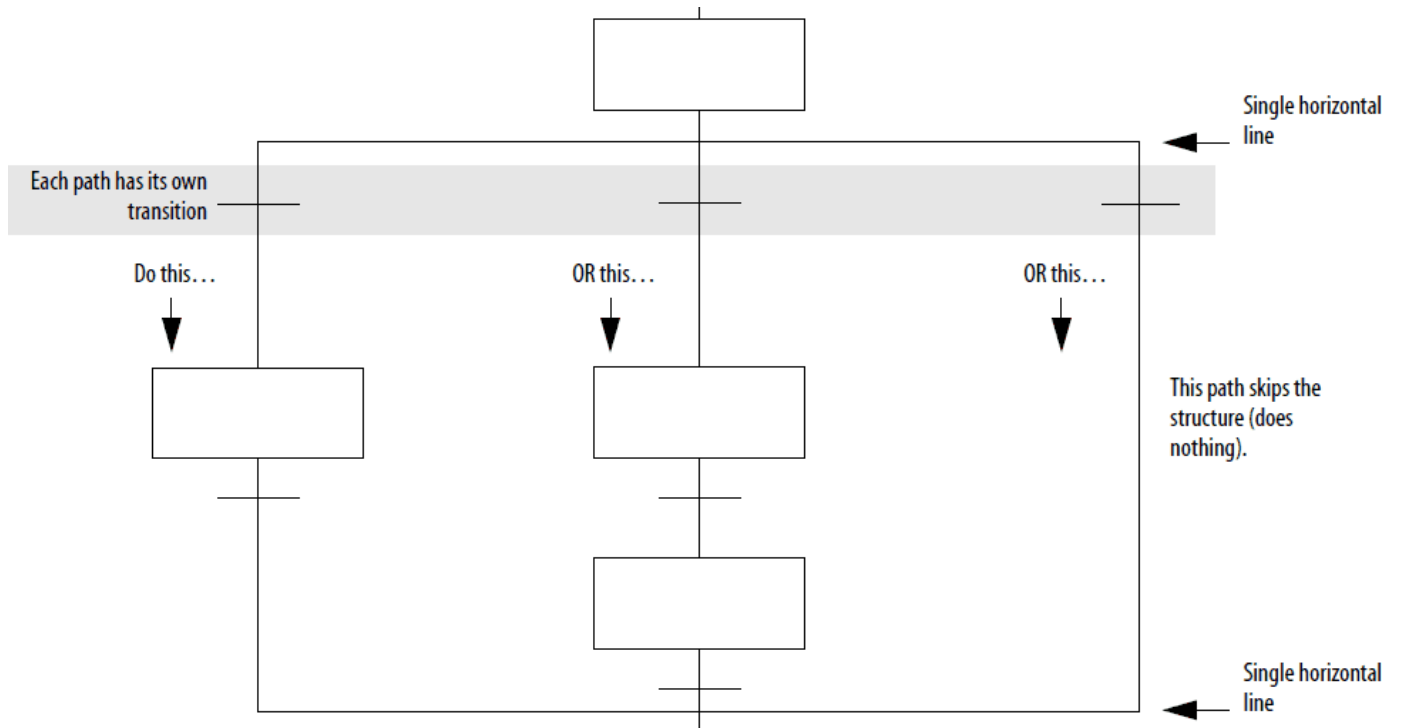 Single horizontal
line
Each path has its own
transition
Do this…
OR this…
OR this…
This path skips the
structure (does
nothing).
Single horizontal
line